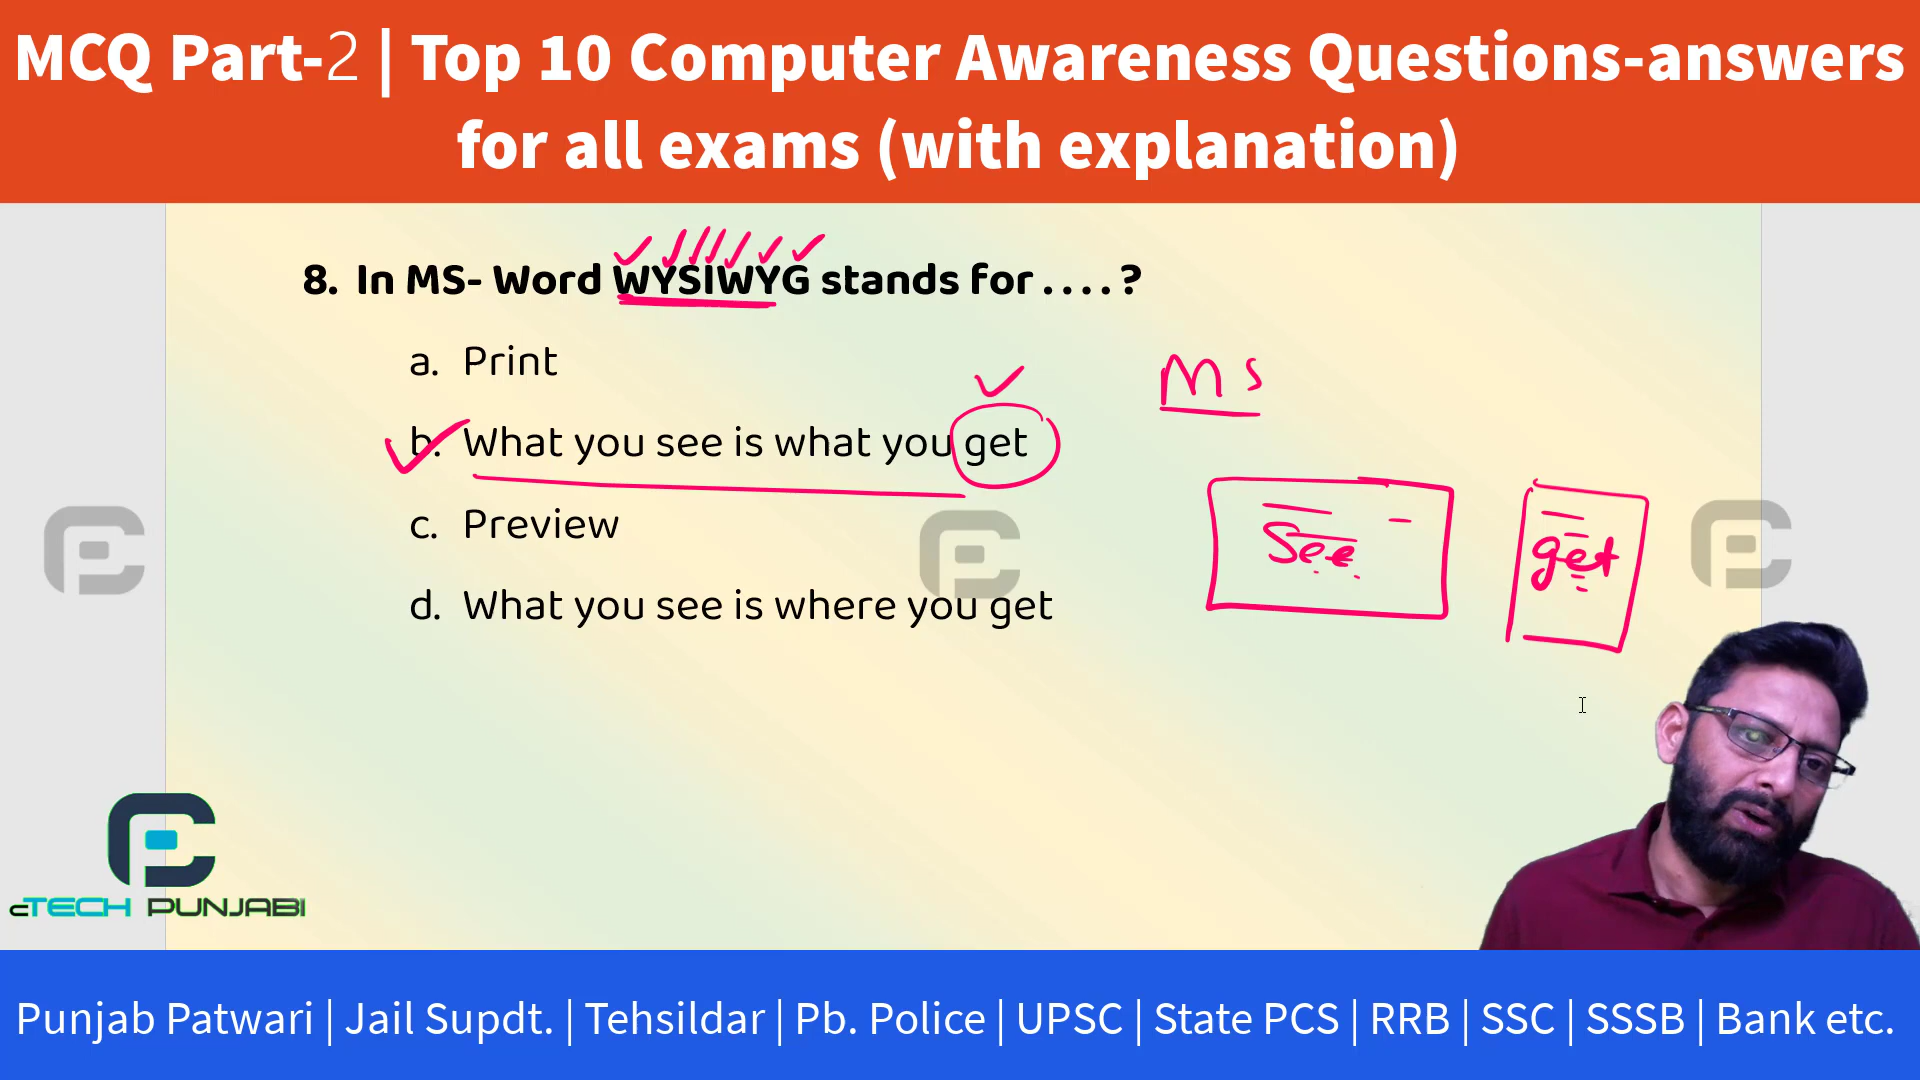 MCQ Part-2 | Top 10 Computer Awareness Questions-answers
for all exams (with explanation)
8. In MS- Word WYSIWYG stands for . . . . ?
a. Print
b. What you see is what you get
c. Preview
d. What you see is where you get
MS
See
get
eTECH PUNJABI
Punjab Patwari | Jail Supdt. | Tehsildar | Pb. Police | UPSC | State PCS | RRB | SSC | SSSB | Bank etc.